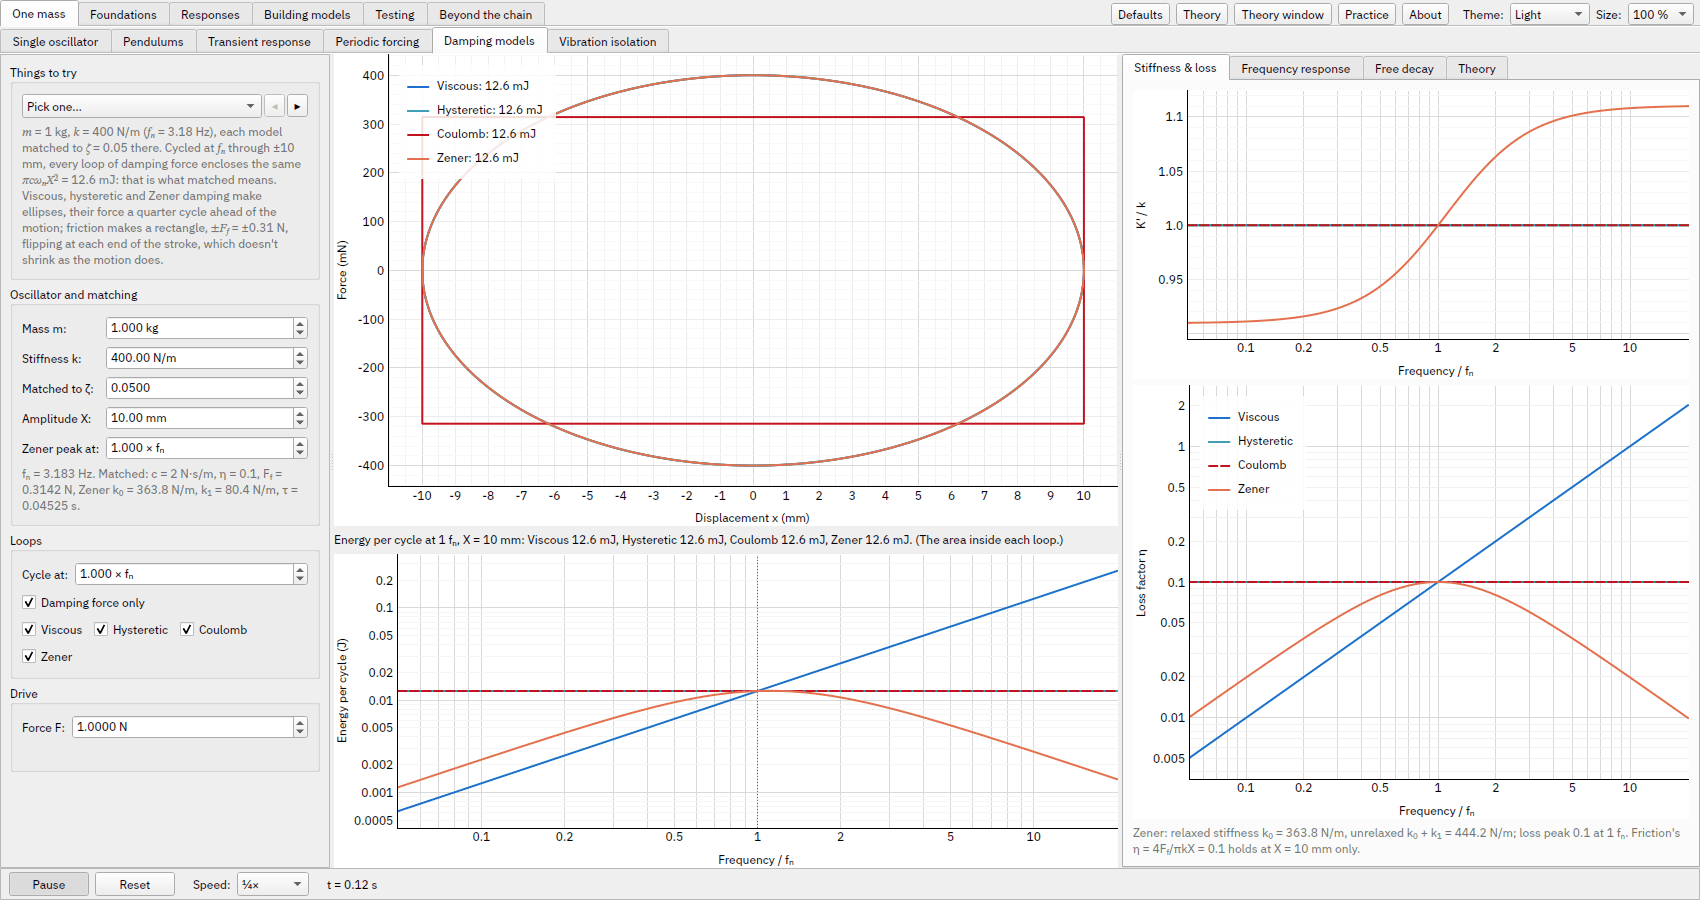 One mass Foundations Responses Building models Testing Beyond the chain Defaults Theory Theory window Practice About Theme: Light Size: 100 %
Single oscillator Pendulums Transient response Periodic forcing Damping models Vibration isolation
Things to try
Pick one... ◂ ▸
m = 1 kg, k = 400 N/m (fₙ = 3.18 Hz), each model
matched to ζ = 0.05 there. Cycled at fₙ through ±10
mm, every loop of damping force encloses the same
πcωₙX² = 12.6 mJ: that is what matched means.
Viscous, hysteretic and Zener damping make
ellipses, their force a quarter cycle ahead of the
motion; friction makes a rectangle, ±F_f = ±0.31 N,
flipping at each end of the stroke, which doesn't
shrink as the motion does.
Oscillator and matching
Mass m: 1.000 kg
Stiffness k: 400.00 N/m
Matched to ζ: 0.0500
Amplitude X: 10.00 mm
Zener peak at: 1.000 × fₙ
fₙ = 3.183 Hz. Matched: c = 2 N·s/m, η = 0.1, F_f =
0.3142 N, Zener k₀ = 363.8 N/m, k₁ = 80.4 N/m, τ =
0.04525 s.
Loops
Cycle at: 1.000 × fₙ
✓ Damping force only
✓ Viscous ✓ Hysteretic ✓ Coulomb
✓ Zener
Drive
Force F: 1.0000 N
Force (mN)
400
300
200
100
0
-100
-200
-300
-400
Viscous: 12.6 mJ
Hysteretic: 12.6 mJ
Coulomb: 12.6 mJ
Zener: 12.6 mJ
-10 -9 -8 -7 -6 -5 -4 -3 -2 -1 0 1 2 3 4 5 6 7 8 9 10
Displacement x (mm)
Energy per cycle at 1 fₙ, X = 10 mm: Viscous 12.6 mJ, Hysteretic 12.6 mJ, Coulomb 12.6 mJ, Zener 12.6 mJ. (The area inside each loop.)
Energy per cycle (J)
0.2
0.1
0.05
0.02
0.01
0.005
0.002
0.001
0.0005
0.1 0.2 0.5 1 2 5 10
Frequency / fₙ
Stiffness & loss Frequency response Free decay Theory
K' / k
1.1
1.05
1.0
0.95
0.1 0.2 0.5 1 2 5 10
Frequency / fₙ
Loss factor η
2
1
0.5
0.2
0.1
0.05
0.02
0.01
0.005
Viscous
Hysteretic
Coulomb
Zener
0.1 0.2 0.5 1 2 5 10
Frequency / fₙ
Zener: relaxed stiffness k₀ = 363.8 N/m, unrelaxed k₀ + k₁ = 444.2 N/m; loss peak 0.1 at 1 fₙ. Friction's
η = 4F_f/πkX = 0.1 holds at X = 10 mm only.
Pause Reset Speed: ¼× t = 0.12 s